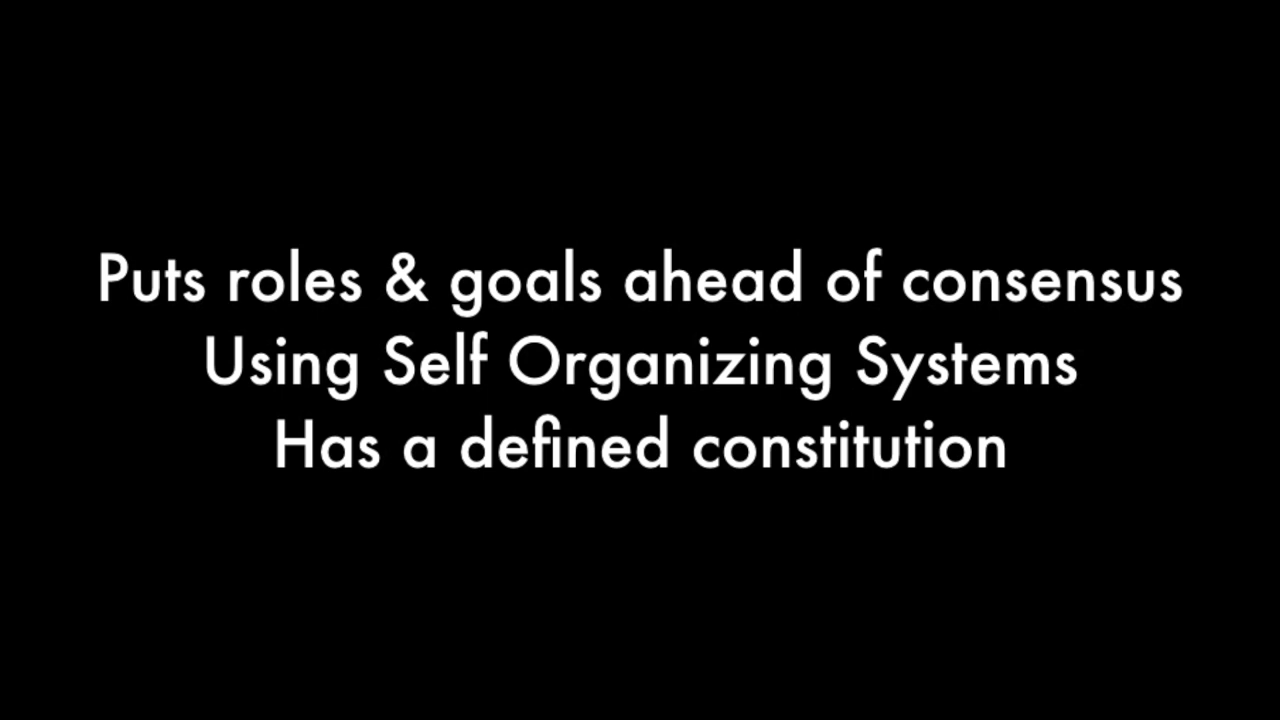 Puts roles & goals ahead of consensus
Using Self Organizing Systems
Has a defined constitution